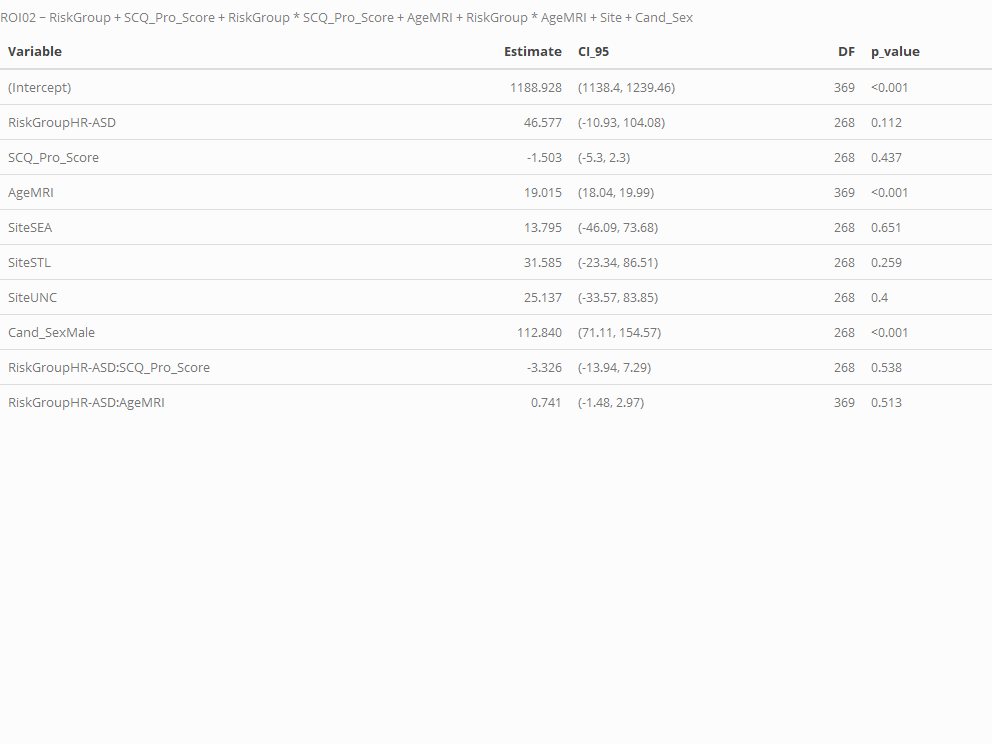 ROI02 ~ RiskGroup + SCQ_Pro_Score + RiskGroup * SCQ_Pro_Score + AgeMRI + RiskGroup * AgeMRI + Site + Cand_Sex
Variable Estimate CI_95 DF p_value
(Intercept) 1188.928 (1138.4, 1239.46) 369 <0.001
RiskGroupHR-ASD 46.577 (-10.93, 104.08) 268 0.112
SCQ_Pro_Score -1.503 (-5.3, 2.3) 268 0.437
AgeMRI 19.015 (18.04, 19.99) 369 <0.001
SiteSEA 13.795 (-46.09, 73.68) 268 0.651
SiteSTL 31.585 (-23.34, 86.51) 268 0.259
SiteUNC 25.137 (-33.57, 83.85) 268 0.4
Cand_SexMale 112.840 (71.11, 154.57) 268 <0.001
RiskGroupHR-ASD:SCQ_Pro_Score -3.326 (-13.94, 7.29) 268 0.538
RiskGroupHR-ASD:AgeMRI 0.741 (-1.48, 2.97) 369 0.513